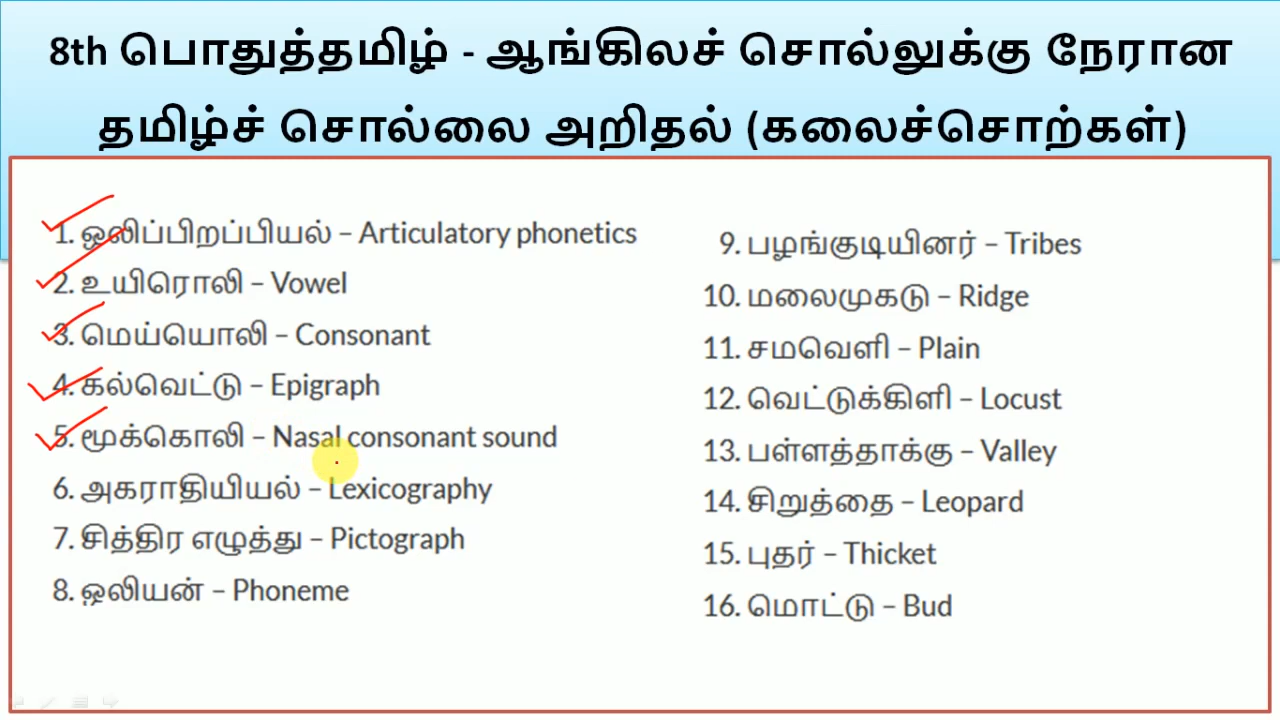 8th பொதுத்தமிழ் - ஆங்கிலச் சொல்லுக்கு நேரான
தமிழ்ச் சொல்லை அறிதல் (கலைச்சொற்கள்)
1. ஒலிப்பிறப்பியல் – Articulatory phonetics
2. உயிரொலி – Vowel
3. மெய்யொலி – Consonant
4. கல்வெட்டு – Epigraph
5. மூக்கொலி – Nasal consonant sound
6. அகராதியியல் – Lexicography
7. சித்திர எழுத்து – Pictograph
8. ஒலியன் – Phoneme
9. பழங்குடியினர் – Tribes
10. மலைமுகடு – Ridge
11. சமவெளி – Plain
12. வெட்டுக்கிளி – Locust
13. பள்ளத்தாக்கு – Valley
14. சிறுத்தை – Leopard
15. புதர் – Thicket
16. மொட்டு – Bud